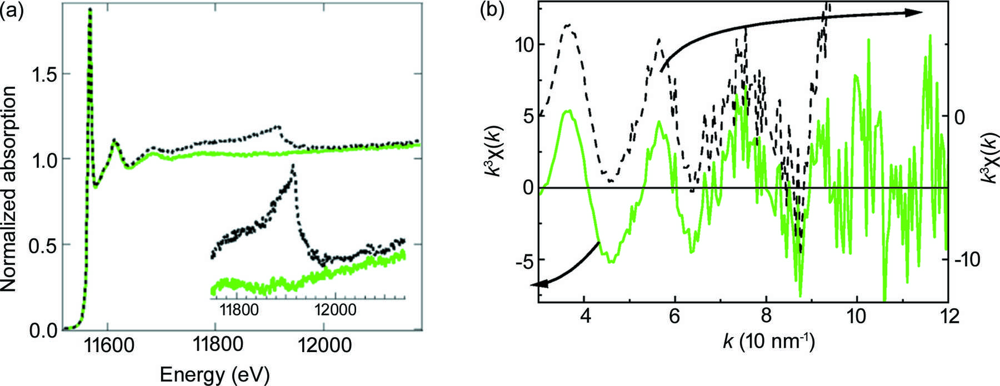 (a)
1.5
1.0
0.5
0.0
Normalized absorption
11800
12000
11600
11800
12000
Energy (eV)
(b)
10
5
0
-5
k³χ(k)
0
-10
k³χ(k)
4
6
8
10
12
k (10 nm⁻¹)